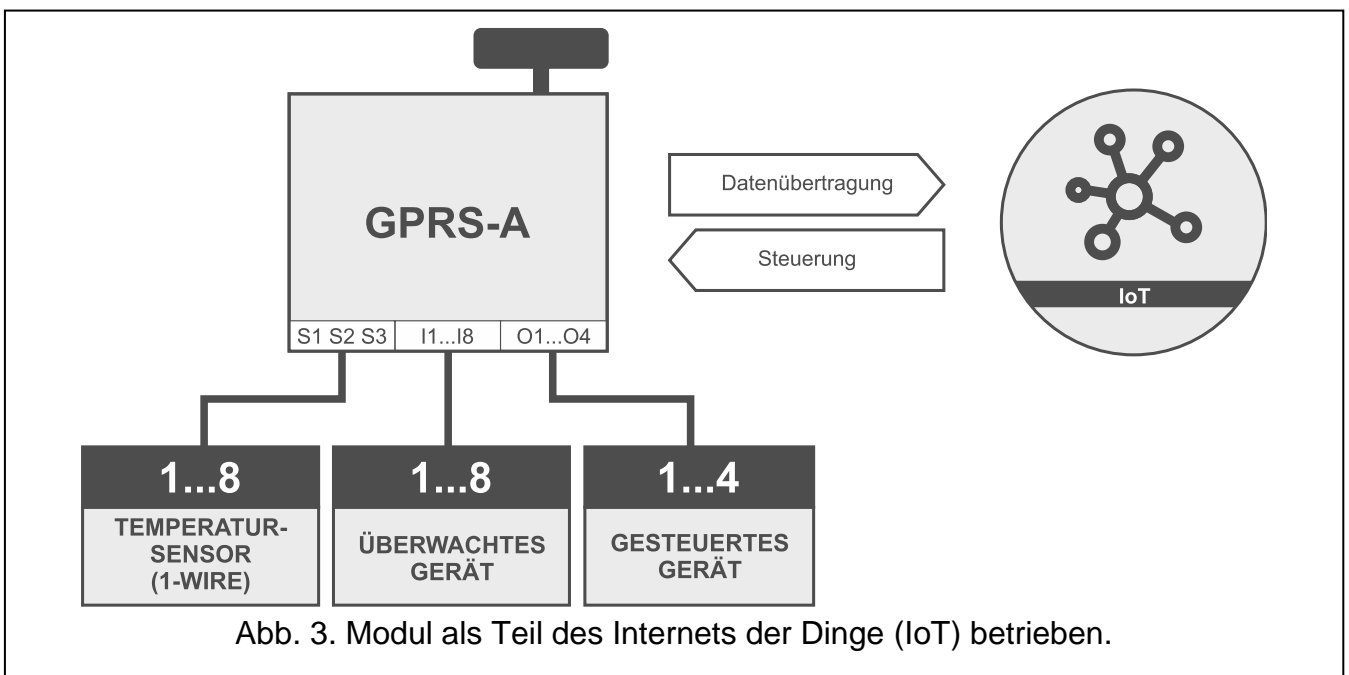 GPRS-A
S1 S2 S3
I1...I8
O1...O4
Datenübertragung
Steuerung
IoT
1...8
TEMPERATUR-
SENSOR
(1-WIRE)
1...8
ÜBERWACHTES
GERÄT
1...4
GESTEUERTES
GERÄT
Abb. 3. Modul als Teil des Internets der Dinge (IoT) betrieben.